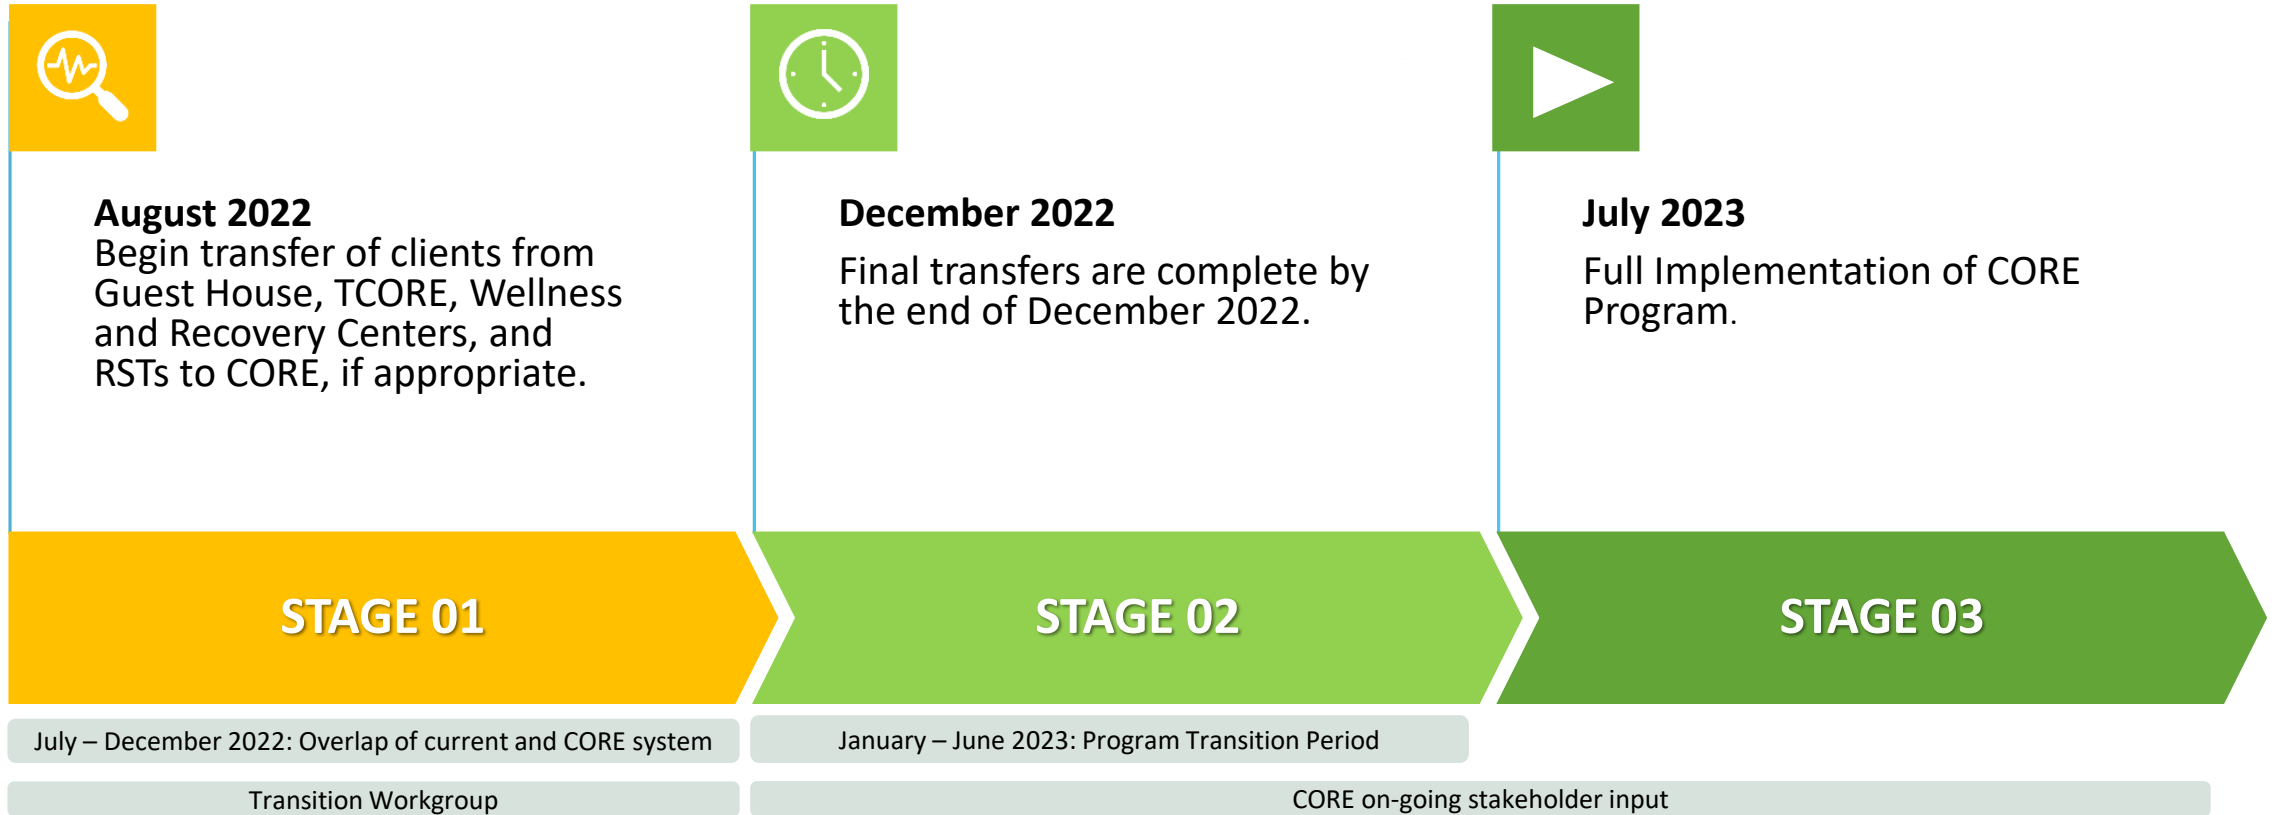 August 2022
Begin transfer of clients from
Guest House, TCORE, Wellness
and Recovery Centers, and
RSTs to CORE, if appropriate.
December 2022
Final transfers are complete by
the end of December 2022.
July 2023
Full Implementation of CORE
Program.
STAGE 01
STAGE 02
STAGE 03
July – December 2022: Overlap of current and CORE system
January – June 2023: Program Transition Period
Transition Workgroup
CORE on-going stakeholder input